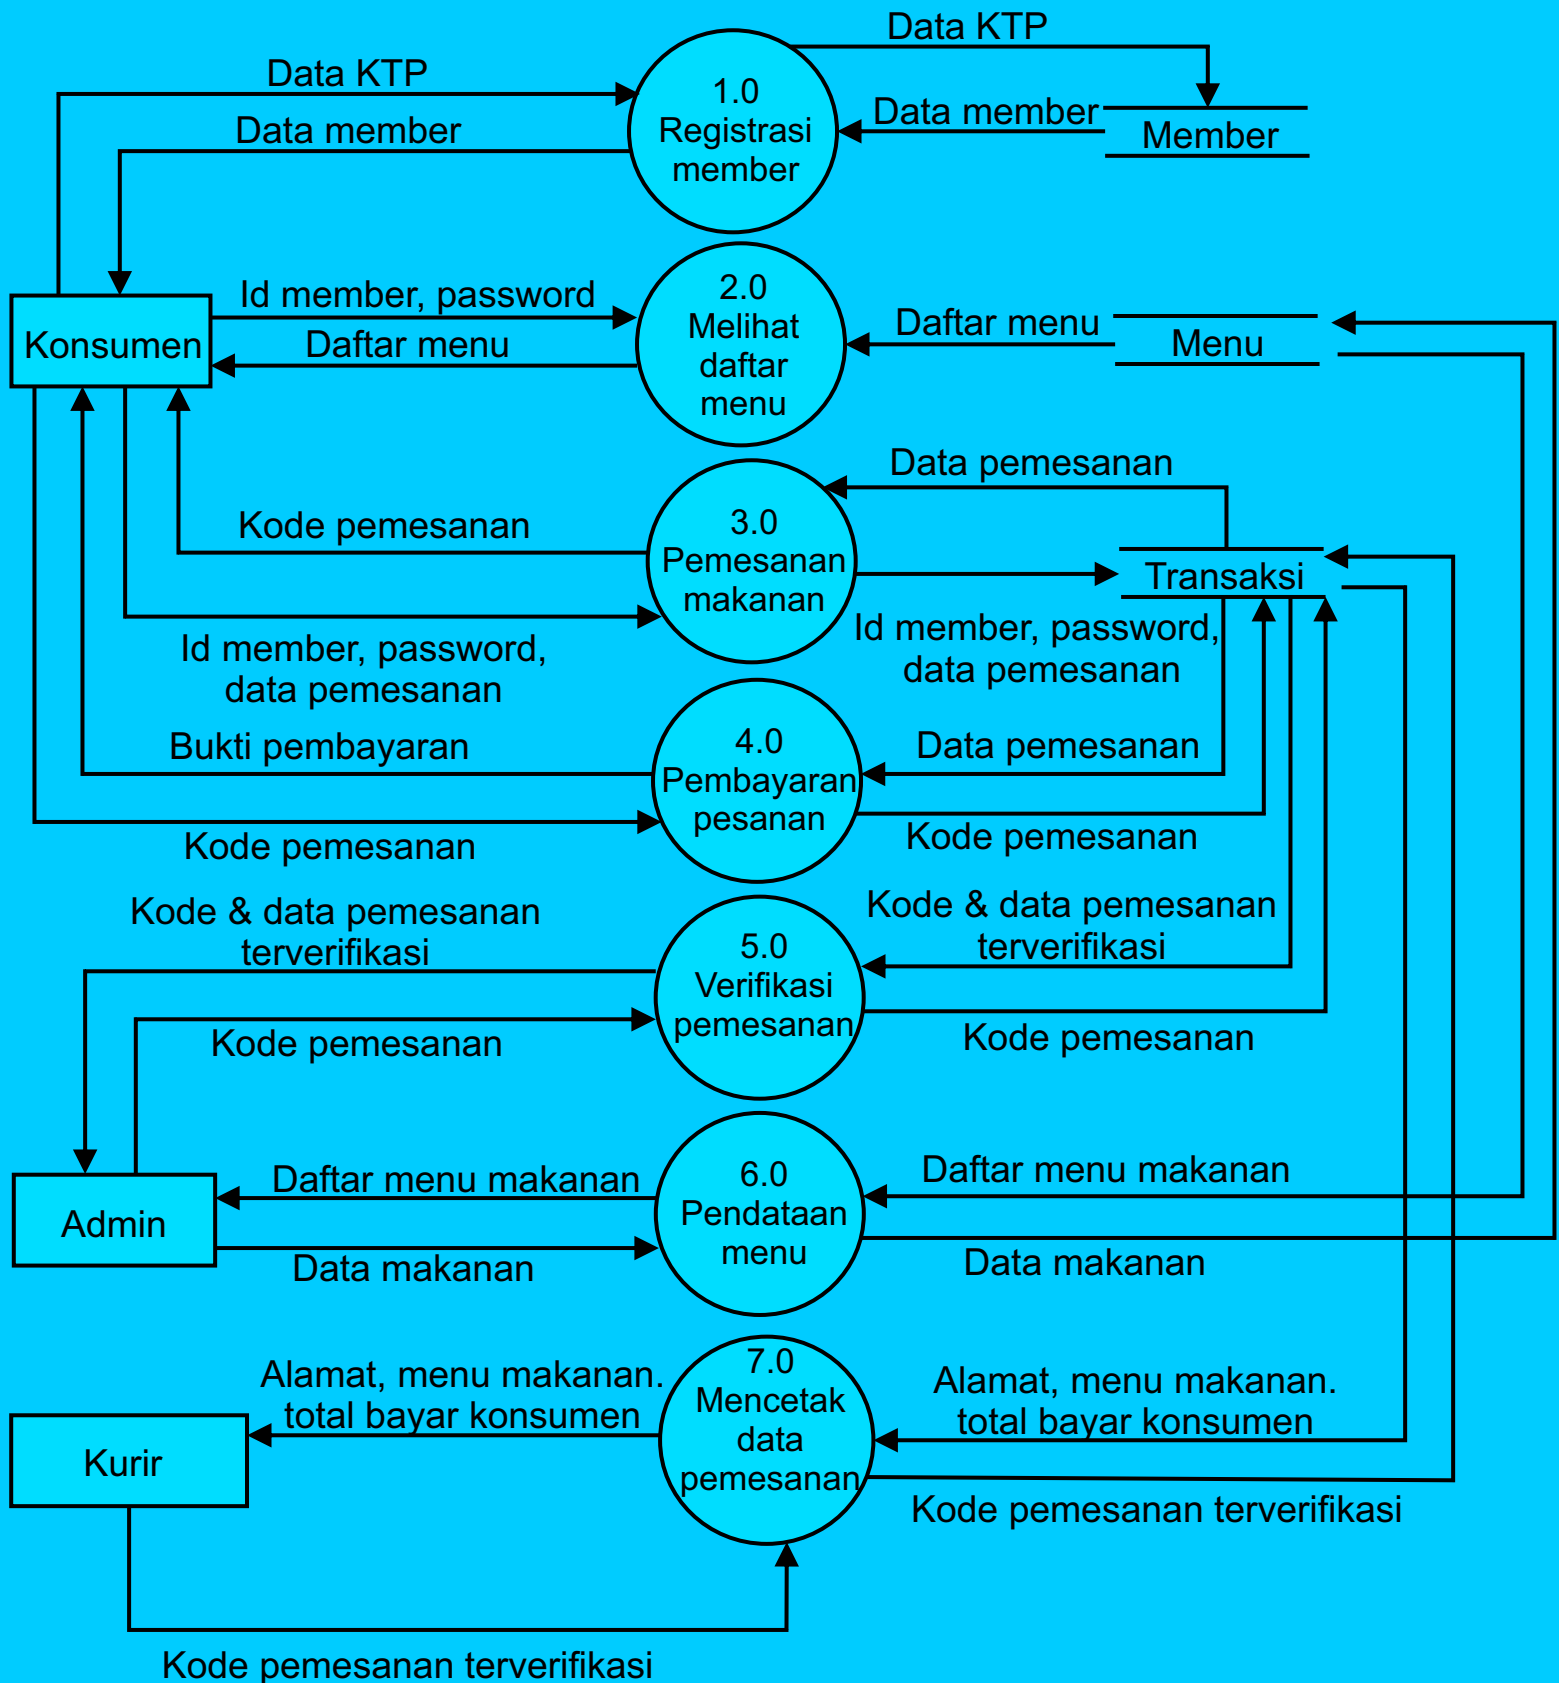 Data KTP
Data KTP
1.0
Registrasi
member
Data member
Data member
Member
Id member, password
2.0
Melihat
daftar
menu
Daftar menu
Menu
Konsumen
Daftar menu
Data pemesanan
3.0
Pemesanan
makanan
Kode pemesanan
Transaksi
Id member, password,
data pemesanan
Id member, password,
data pemesanan
Bukti pembayaran
4.0
Pembayaran
pesanan
Data pemesanan
Kode pemesanan
Kode pemesanan
Kode & data pemesanan
terverifikasi
5.0
Verifikasi
pemesanan
Kode & data pemesanan
terverifikasi
Kode pemesanan
Kode pemesanan
Daftar menu makanan
6.0
Pendataan
menu
Daftar menu makanan
Admin
Data makanan
Data makanan
Alamat, menu makanan.
total bayar konsumen
7.0
Mencetak
data
pemesanan
Alamat, menu makanan.
total bayar konsumen
Kurir
Kode pemesanan terverifikasi
Kode pemesanan terverifikasi